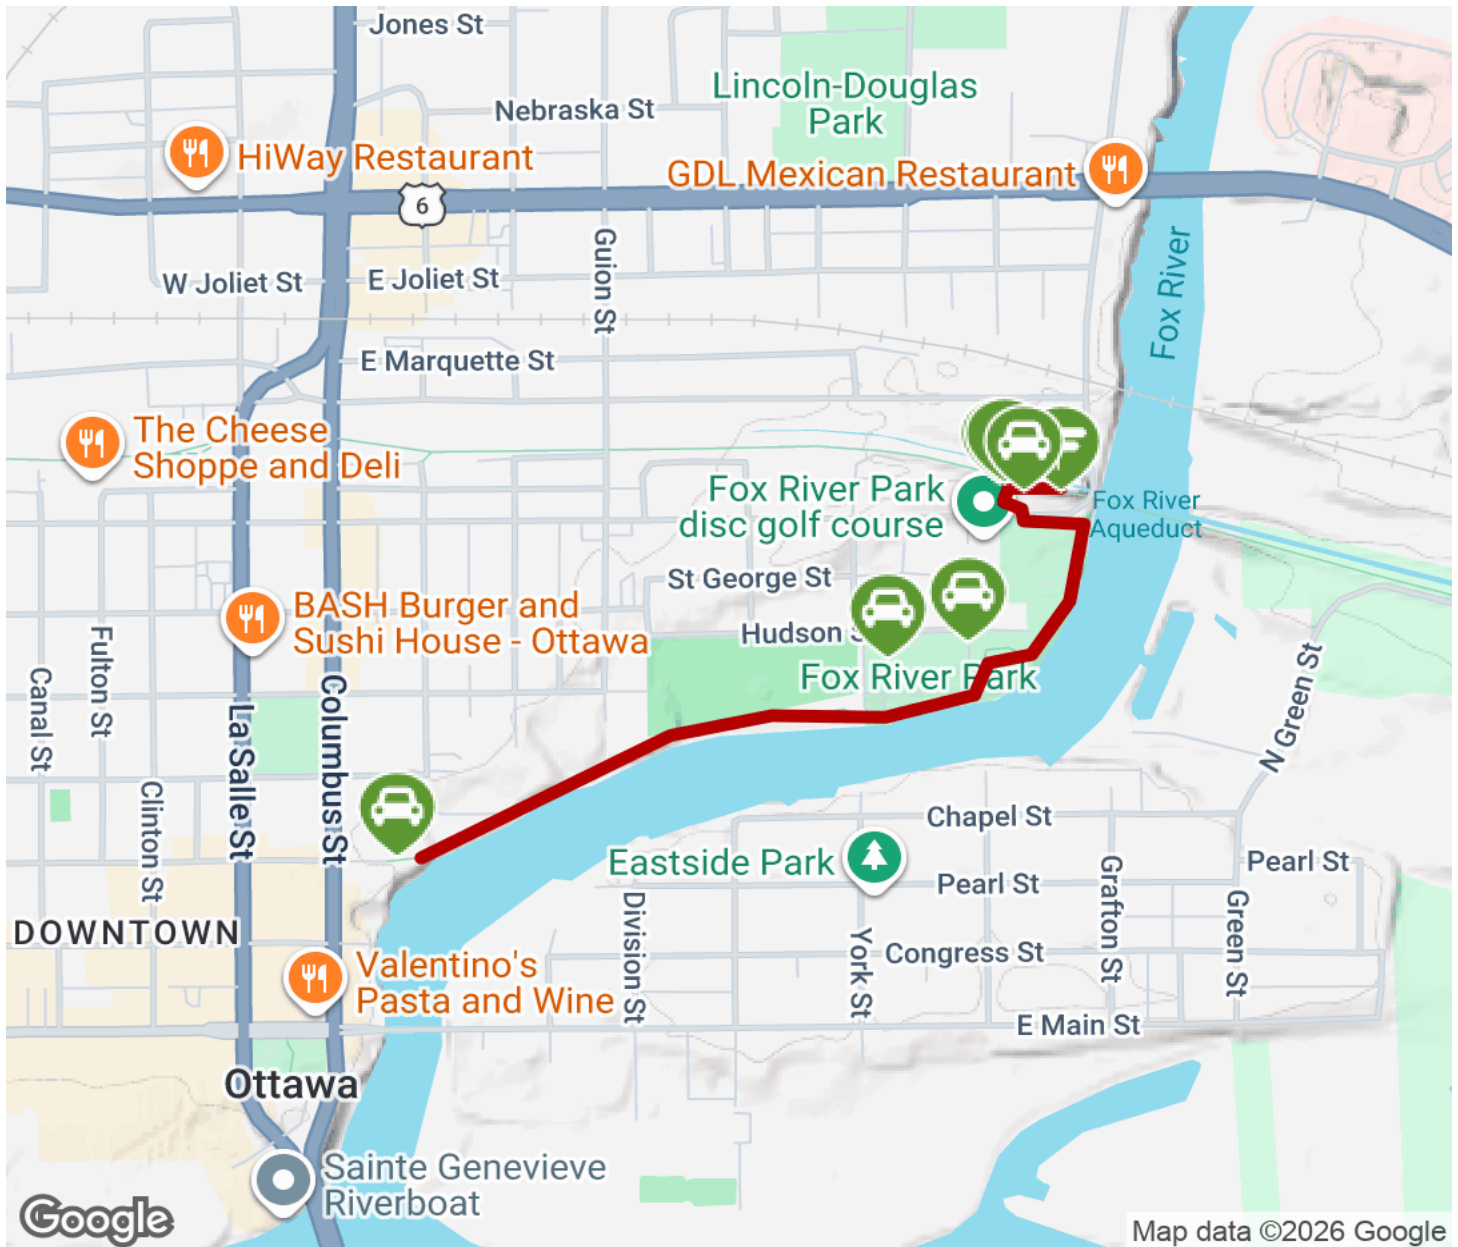 Jones St
Nebraska St
Lincoln-Douglas
Park
HiWay Restaurant
GDL Mexican Restaurant
6
Guion St
Fox River
W Joliet St
E Joliet St
E Marquette St
The Cheese
Shoppe and Deli
Fox River Park
disc golf course
Fox River
Aqueduct
St George St
BASH Burger and
Sushi House - Ottawa
Hudson S
Fox River Park
Fulton St
Canal St
La Salle St
Columbus St
N Green St
Clinton St
Chapel St
Eastside Park
Pearl St
Pearl St
Grafton St
Green St
Division St
York St
DOWNTOWN
Congress St
Valentino's
Pasta and Wine
E Main St
Ottawa
Sainte Genevieve
Riverboat
Google
Map data ©2026 Google